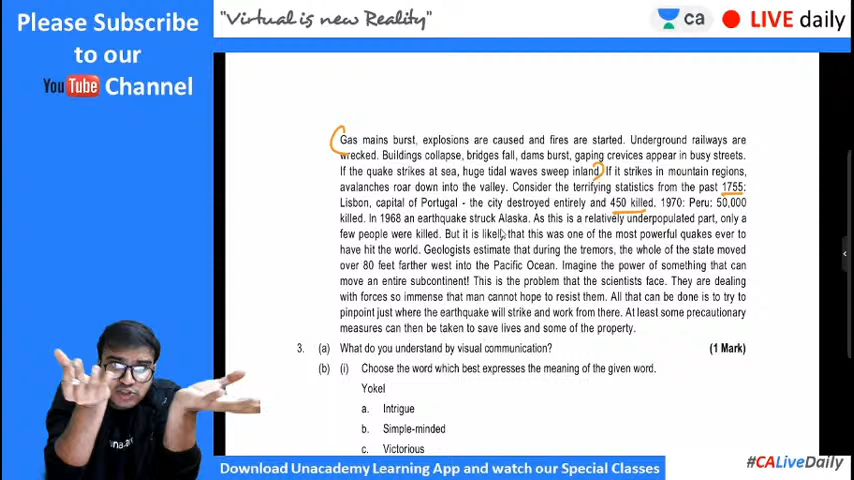 Please Subscribe
to our
YouTube Channel
"Virtual is new Reality"
ca
LIVE daily
Gas mains burst, explosions are caused and fires are started. Underground railways are
wrecked. Buildings collapse, bridges fall, dams burst, gaping crevices appear in busy streets.
If the quake strikes at sea, huge tidal waves sweep inland. If it strikes in mountain regions,
avalanches roar down into the valley. Consider the terrifying statistics from the past 1755:
Lisbon, capital of Portugal - the city destroyed entirely and 450 killed. 1970: Peru: 50,000
killed. In 1968 an earthquake struck Alaska. As this is a relatively underpopulated part, only a
few people were killed. But it is likely that this was one of the most powerful quakes ever to
have hit the world. Geologists estimate that during the tremors, the whole of the state moved
over 80 feet farther west into the Pacific Ocean. Imagine the power of something that can
move an entire subcontinent! This is the problem that the scientists face. They are dealing
with forces so immense that man cannot hope to resist them. All that can be done is to try to
pinpoint just where the earthquake will strike and work from there. At least some precautionary
measures can then be taken to save lives and some of the property.
3. (a) What do you understand by visual communication? (1 Mark)
(b) (i) Choose the word which best expresses the meaning of the given word.
Yokel
a. Intrigue
b. Simple-minded
c. Victorious
Download Unacademy Learning App and watch our Special Classes
#CALiveDaily